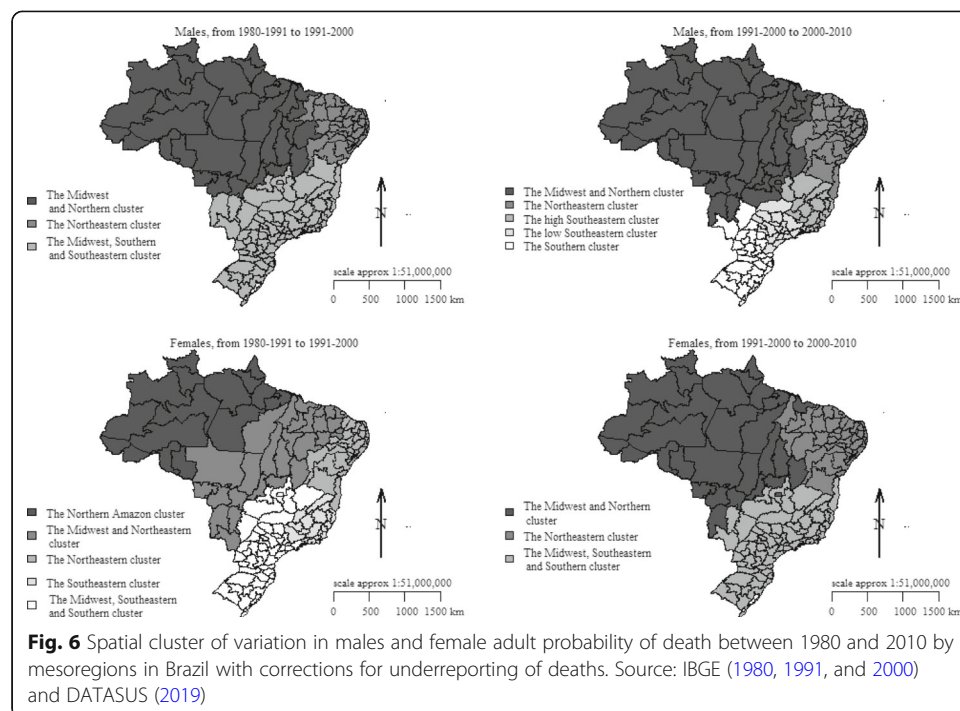 Males, from 1980-1991 to 1991-2000
The Midwest
and Northern cluster
The Northeastern cluster
The Midwest, Southern
and Southeastern cluster
N
scale approx 1:51,000,000
0 500 1000 1500 km
Males, from 1991-2000 to 2000-2010
The Midwest and Northern cluster
The Northeastern cluster
The high Southeastern cluster
The low Southeastern cluster
The Southern cluster
N
scale approx 1:51,000,000
0 500 1000 1500 km
Females, from 1980-1991 to 1991-2000
The Northern Amazon cluster
The Midwest and Northeastern
cluster
The Northeastern cluster
The Southeastern cluster
The Midwest, Southeastern
and Southern cluster
N
scale approx 1:51,000,000
0 500 1000 1500 km
Females, from 1991-2000 to 2000-2010
The Midwest and Northern
cluster
The Northeastern cluster
The Midwest, Southeastern
and Southern cluster
N
scale approx 1:51,000,000
0 500 1000 1500 km
Fig. 6 Spatial cluster of variation in males and female adult probability of death between 1980 and 2010 by
mesoregions in Brazil with corrections for underreporting of deaths. Source: IBGE (1980, 1991, and 2000)
and DATASUS (2019)